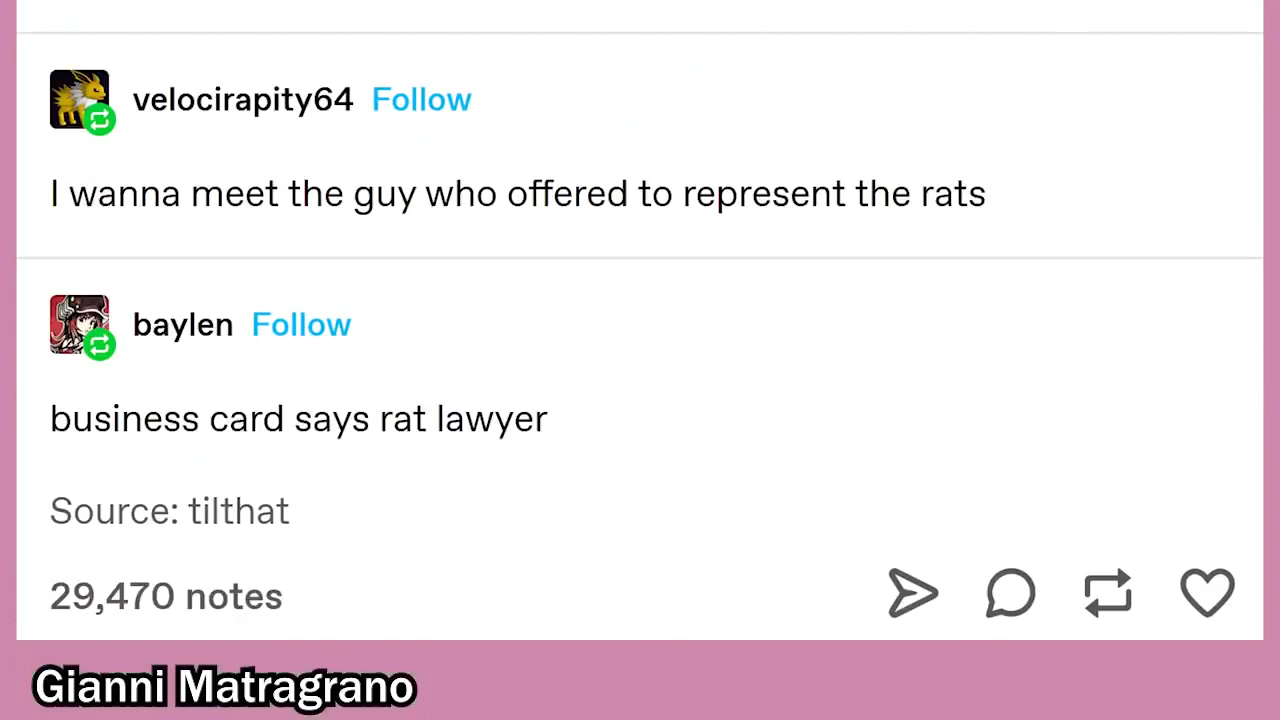 velocirapity64 Follow
I wanna meet the guy who offered to represent the rats
baylen Follow
business card says rat lawyer
Source: tilthat
29,470 notes
Gianni Matragrano